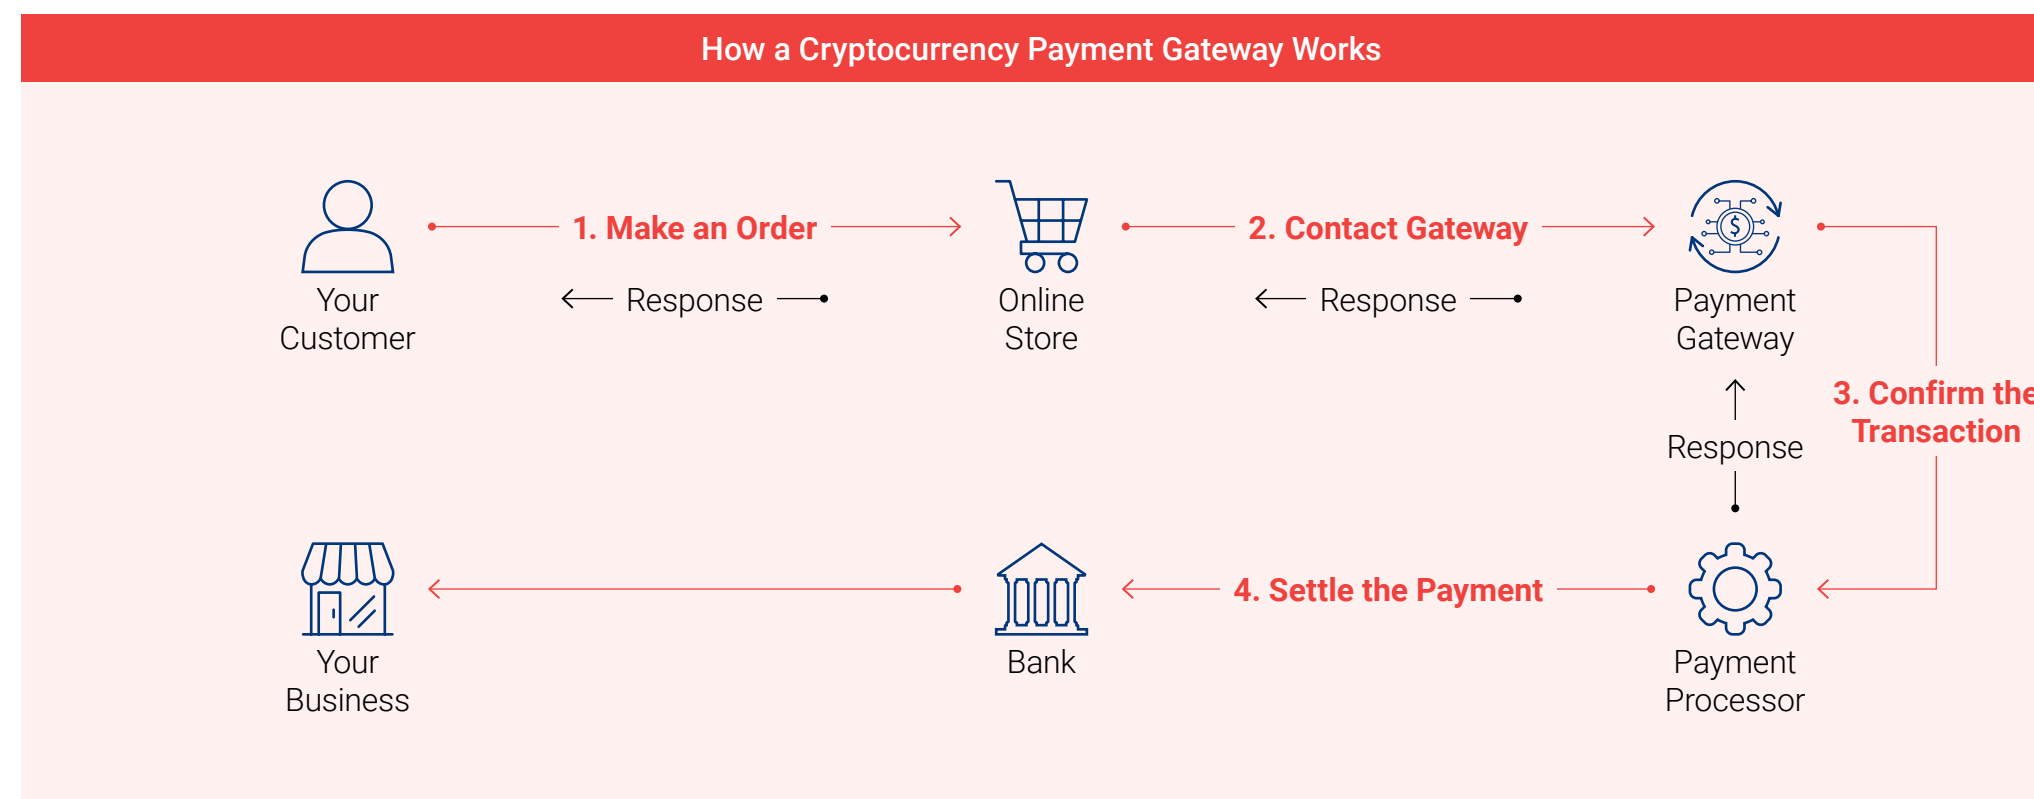 How a Cryptocurrency Payment Gateway Works
1. Make an Order
2. Contact Gateway
Your
Customer
Response
Online
Store
Response
Payment
Gateway
3. Confirm the
Transaction
Response
4. Settle the Payment
Your
Business
Bank
Payment
Processor
$